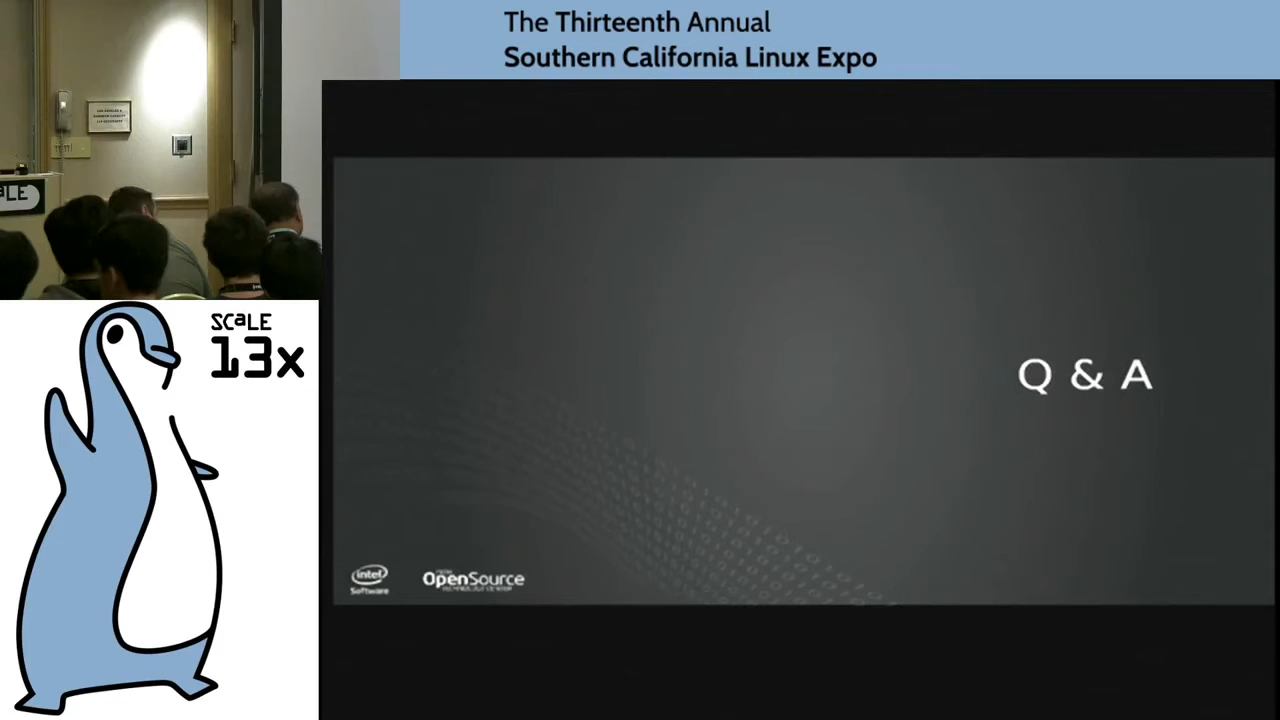 The Thirteenth Annual
Southern California Linux Expo
SCaLE
13x
Q & A
intel
Software
OpenSource